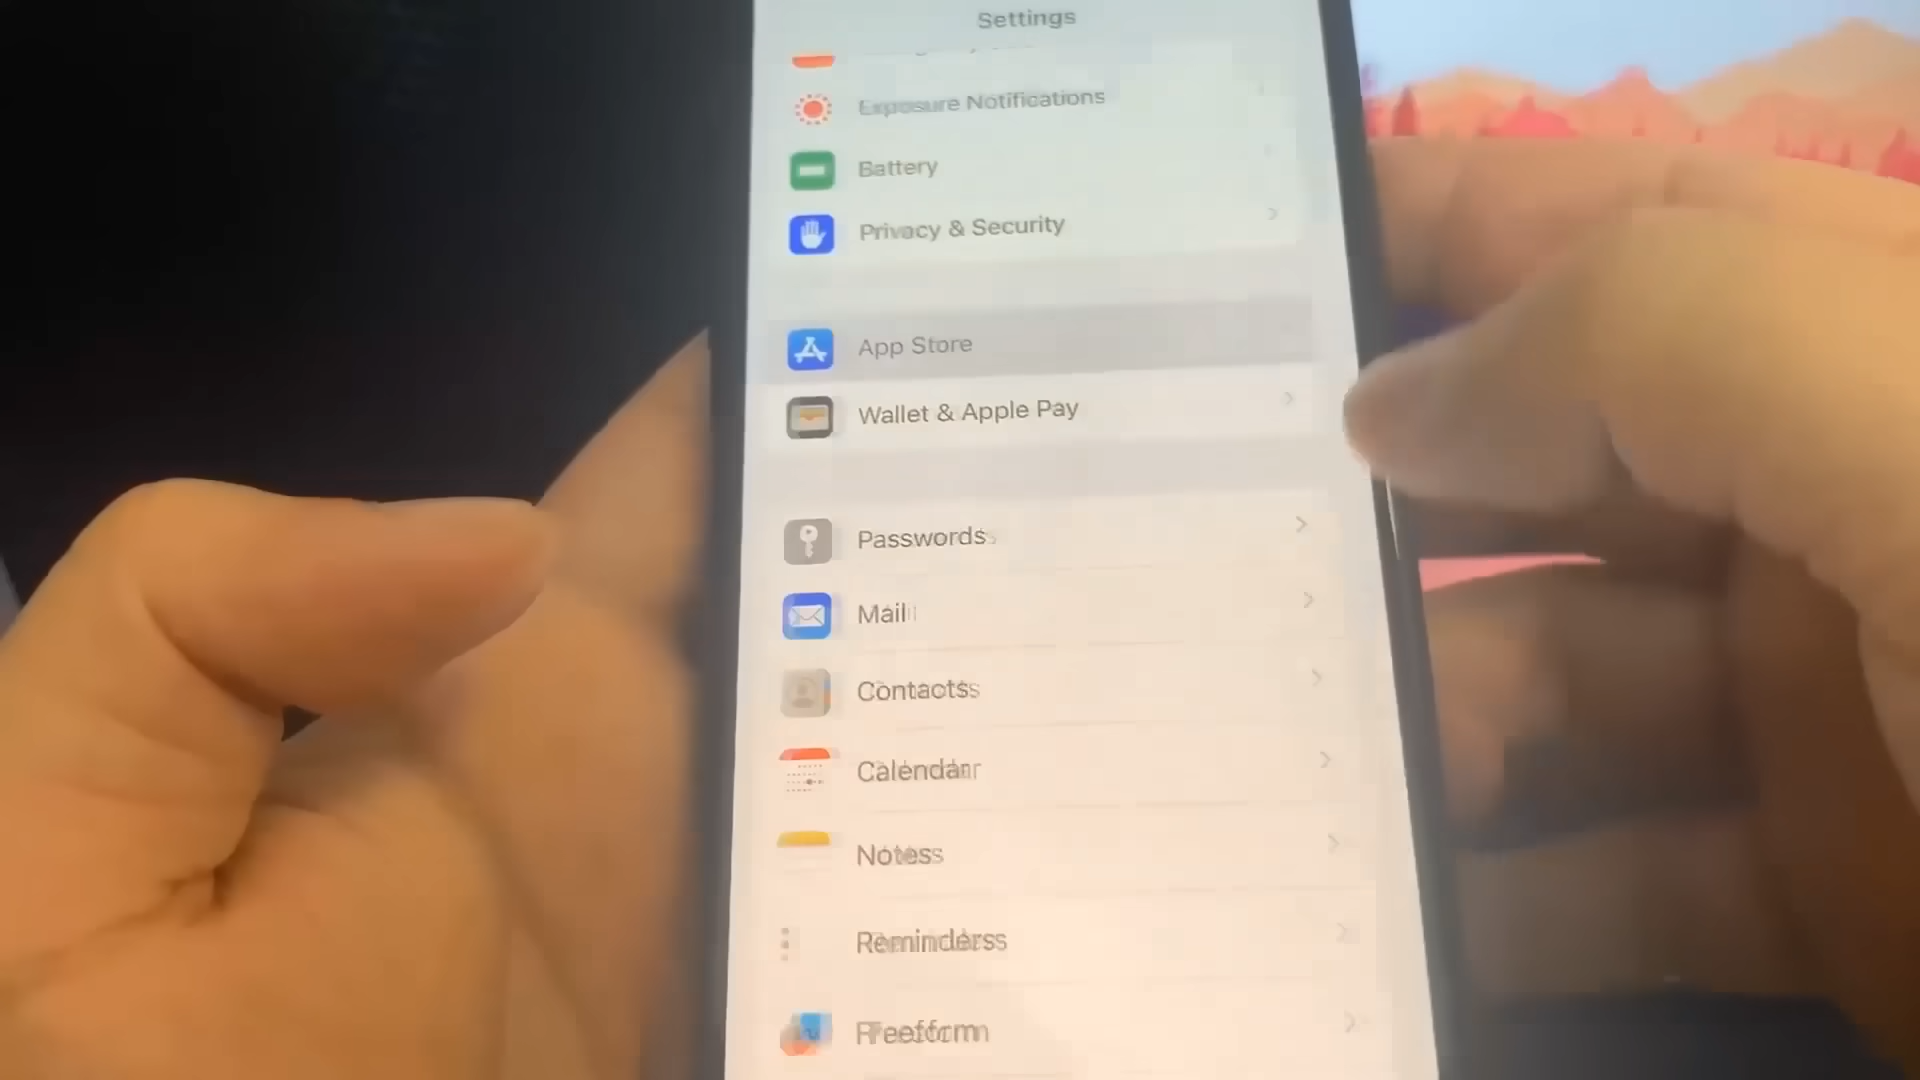 Settings
Exposure Notifications
Battery
Privacy & Security
App Store
Wallet & Apple Pay
Passwords
Mail
Contacts
Calendar
Notes
Reminders
Freeform